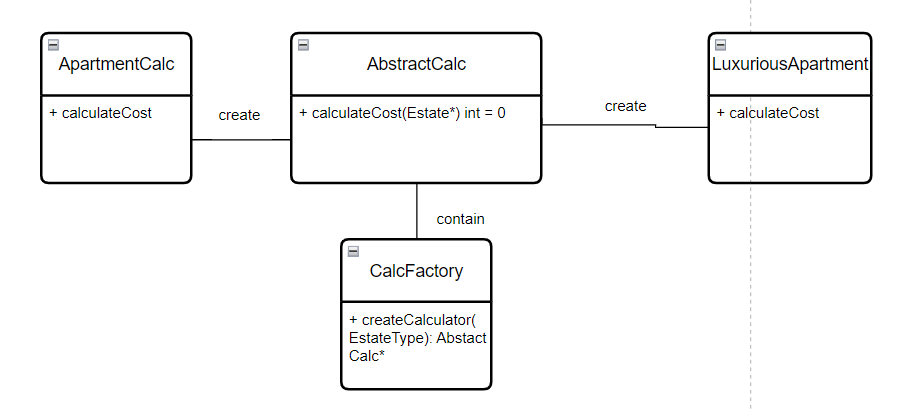 ApartmentCalc
+ calculateCost
create
AbstractCalc
+ calculateCost(Estate*) int = 0
create
LuxuriousApartment
+ calculateCost
contain
CalcFactory
+ createCalculator(
EstateType): Abstact
Calc*